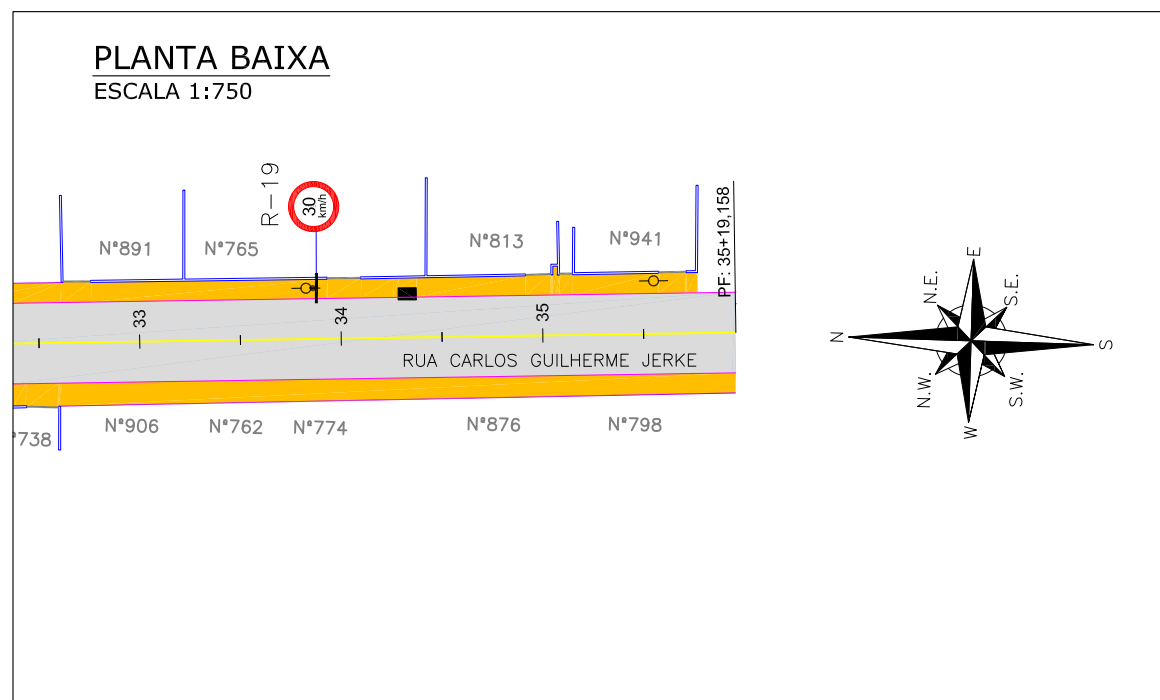 PLANTA BAIXA
ESCALA 1:750
R-19
30
km/h
N°891
N°765
N°813
N°941
PF: 35+19,158
33
34
35
RUA CARLOS GUILHERME JERKE
N°738
N°906
N°762
N°774
N°876
N°798
E
N.E.
S.E.
N
S
N.W.
S.W.
W